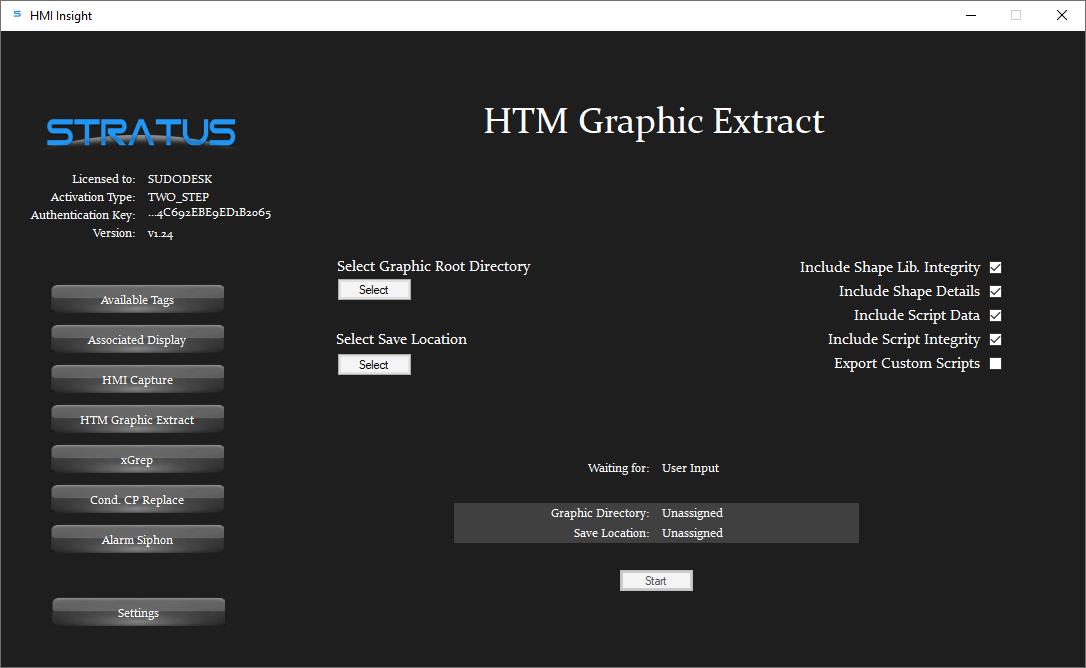 HMI Insight
STRATUS
HTM Graphic Extract
Licensed to: SUDODESK
Activation Type: TWO_STEP
Authentication Key: ...4C692EBE9ED1B2065
Version: v1.24
Available Tags
Associated Display
HMI Capture
HTM Graphic Extract
xGrep
Cond. CP Replace
Alarm Siphon
Settings
Select Graphic Root Directory
Select
Select Save Location
Select
Include Shape Lib. Integrity
Include Shape Details
Include Script Data
Include Script Integrity
Export Custom Scripts
Waiting for: User Input
Graphic Directory: Unassigned
Save Location: Unassigned
Start